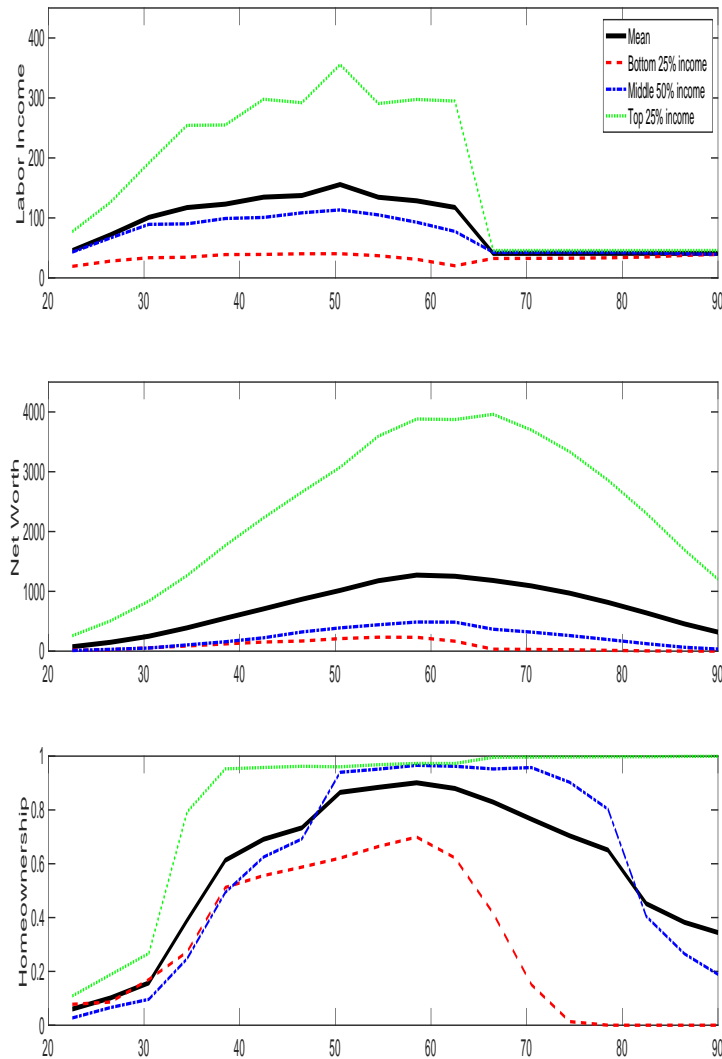 400
300
200
100
0
Labor Income
Mean
Bottom 25% income
Middle 50% income
Top 25% income
20 30 40 50 60 70 80 90
4000
3000
2000
1000
0
Net Worth
20 30 40 50 60 70 80 90
1
0.8
0.6
0.4
0.2
0
Homeownership
20 30 40 50 60 70 80 90